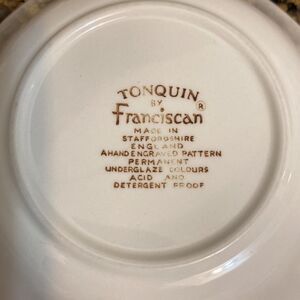 TONQUIN
BY
Franciscan ®
MADE IN
STAFFORDSHIRE
ENGLAND
A HAND ENGRAVED PATTERN
PERMANENT
UNDERGLAZE COLOURS
ACID AND
DETERGENT PROOF